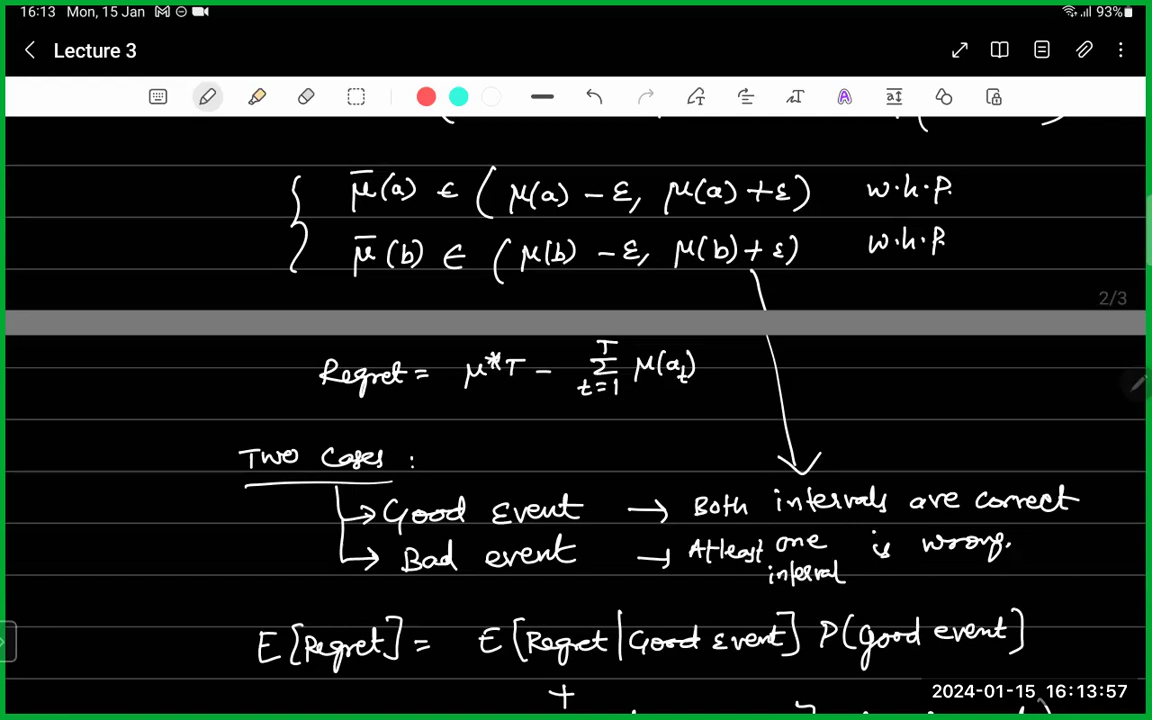 16:13 Mon, 15 Jan 93%
Lecture 3
μ̄(a) ∈ (μ(a) − ε, μ(a) + ε) w.h.p.
μ̄(b) ∈ (μ(b) − ε, μ(b) + ε) w.h.p.
2/3
Regret = μ*T − Σ_{t=1}^{T} μ(a_t)
Two Cases :
→ Good Event → Both intervals are correct
→ Bad event → Atleast one interval is wrong.
E[Regret] = E[Regret | Good Event] P(good event)
+
2024-01-15 16:13:57